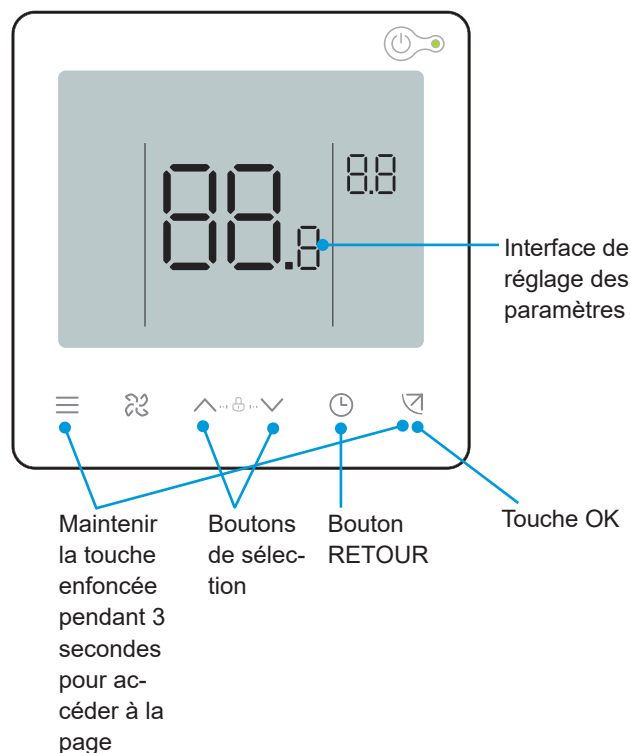 88.8
8.8
Interface de
réglage des
paramètres
Maintenir
la touche
enfoncée
pendant 3
secondes
pour ac-
céder à la
page
Boutons
de sélec-
tion
Bouton
RETOUR
Touche OK